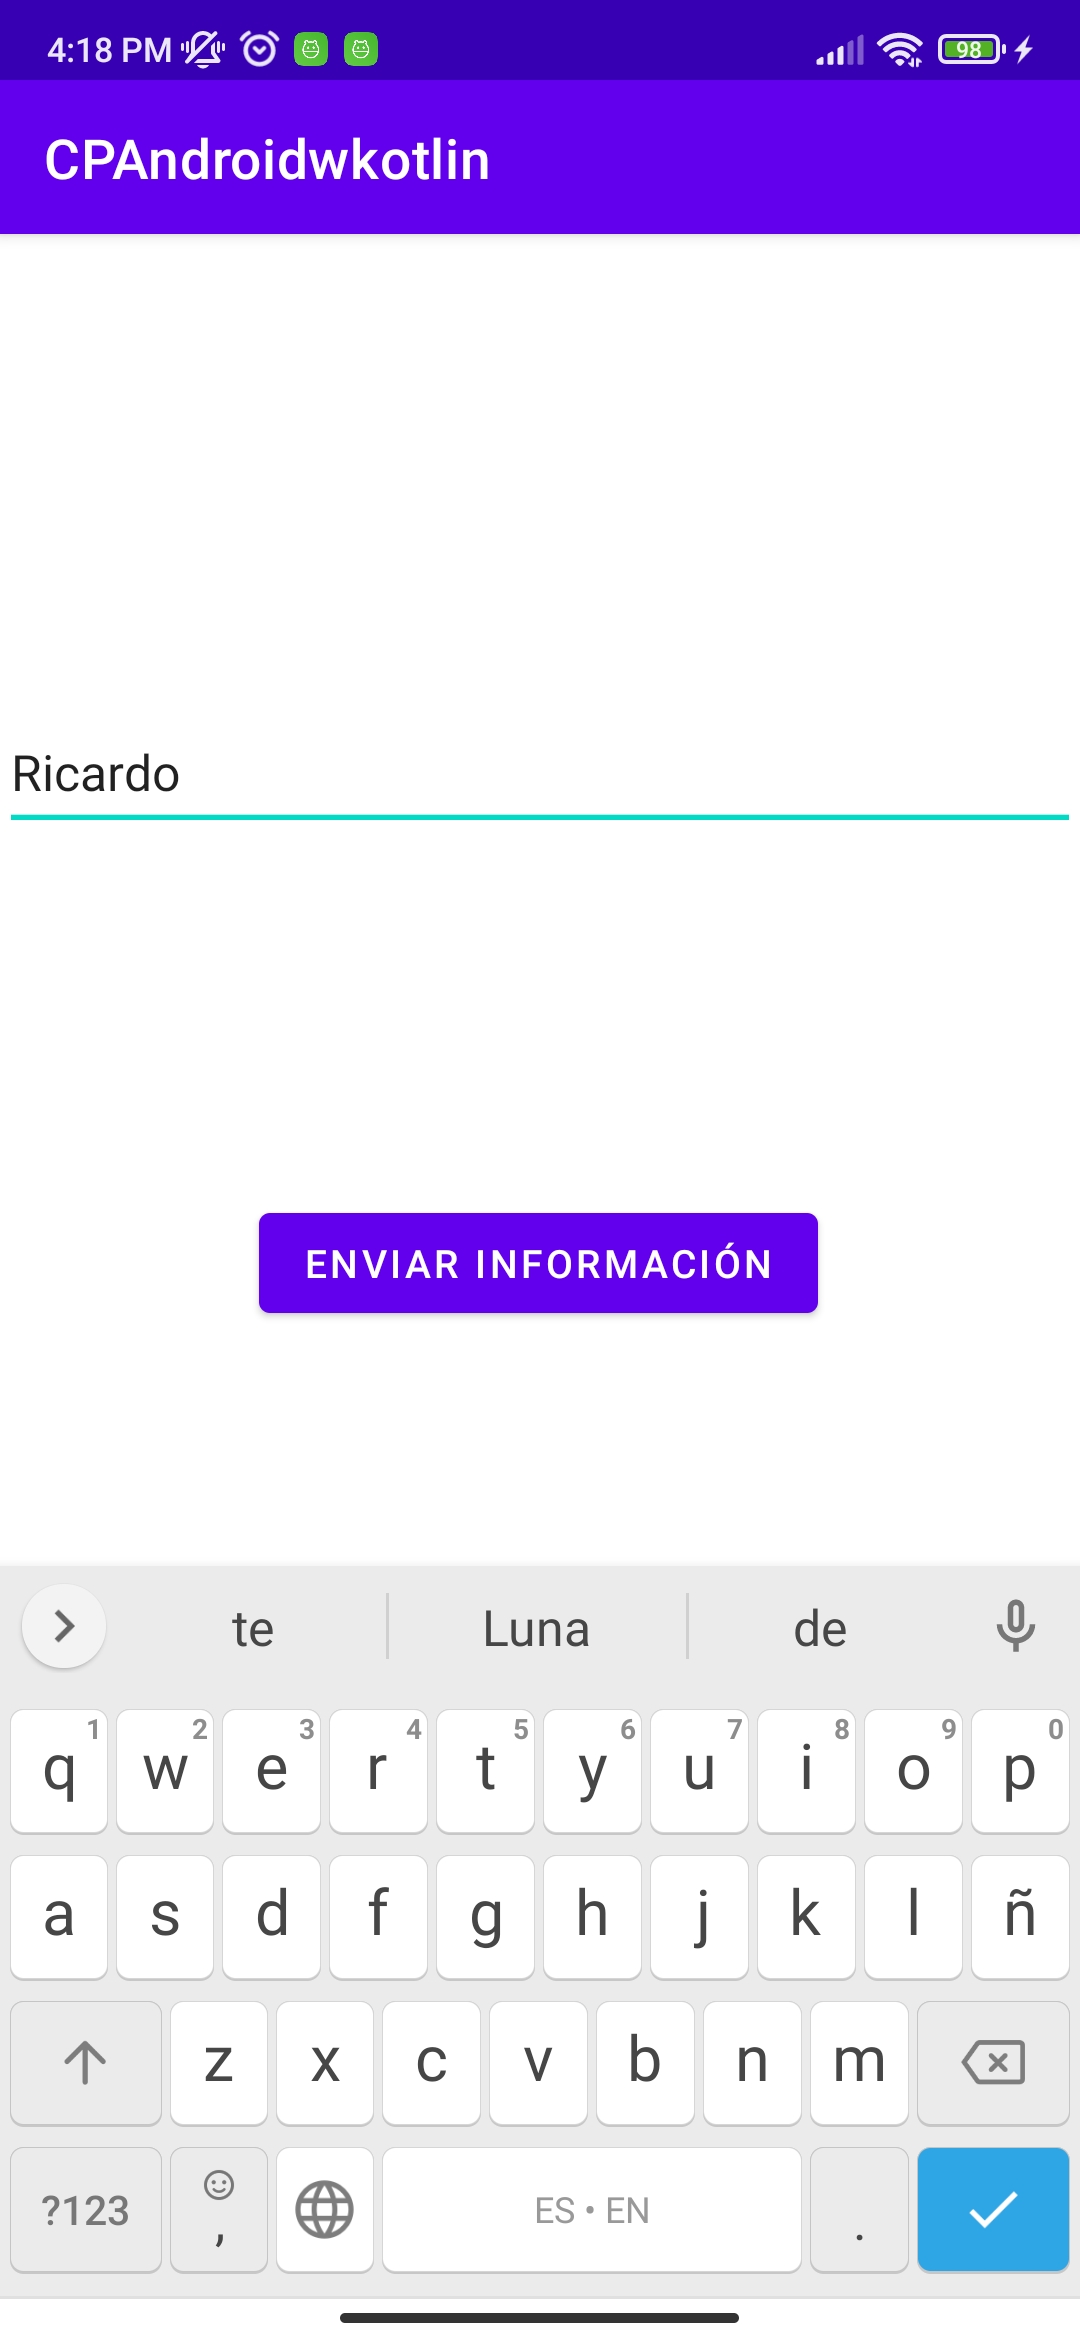 4:18 PM 98
CPAndroidwkotlin
Ricardo
ENVIAR INFORMACIÓN
te Luna de
1 2 3 4 5 6 7 8 9 0
q w e r t y u i o p
a s d f g h j k l ñ
z x c v b n m
?123 , ES • EN .